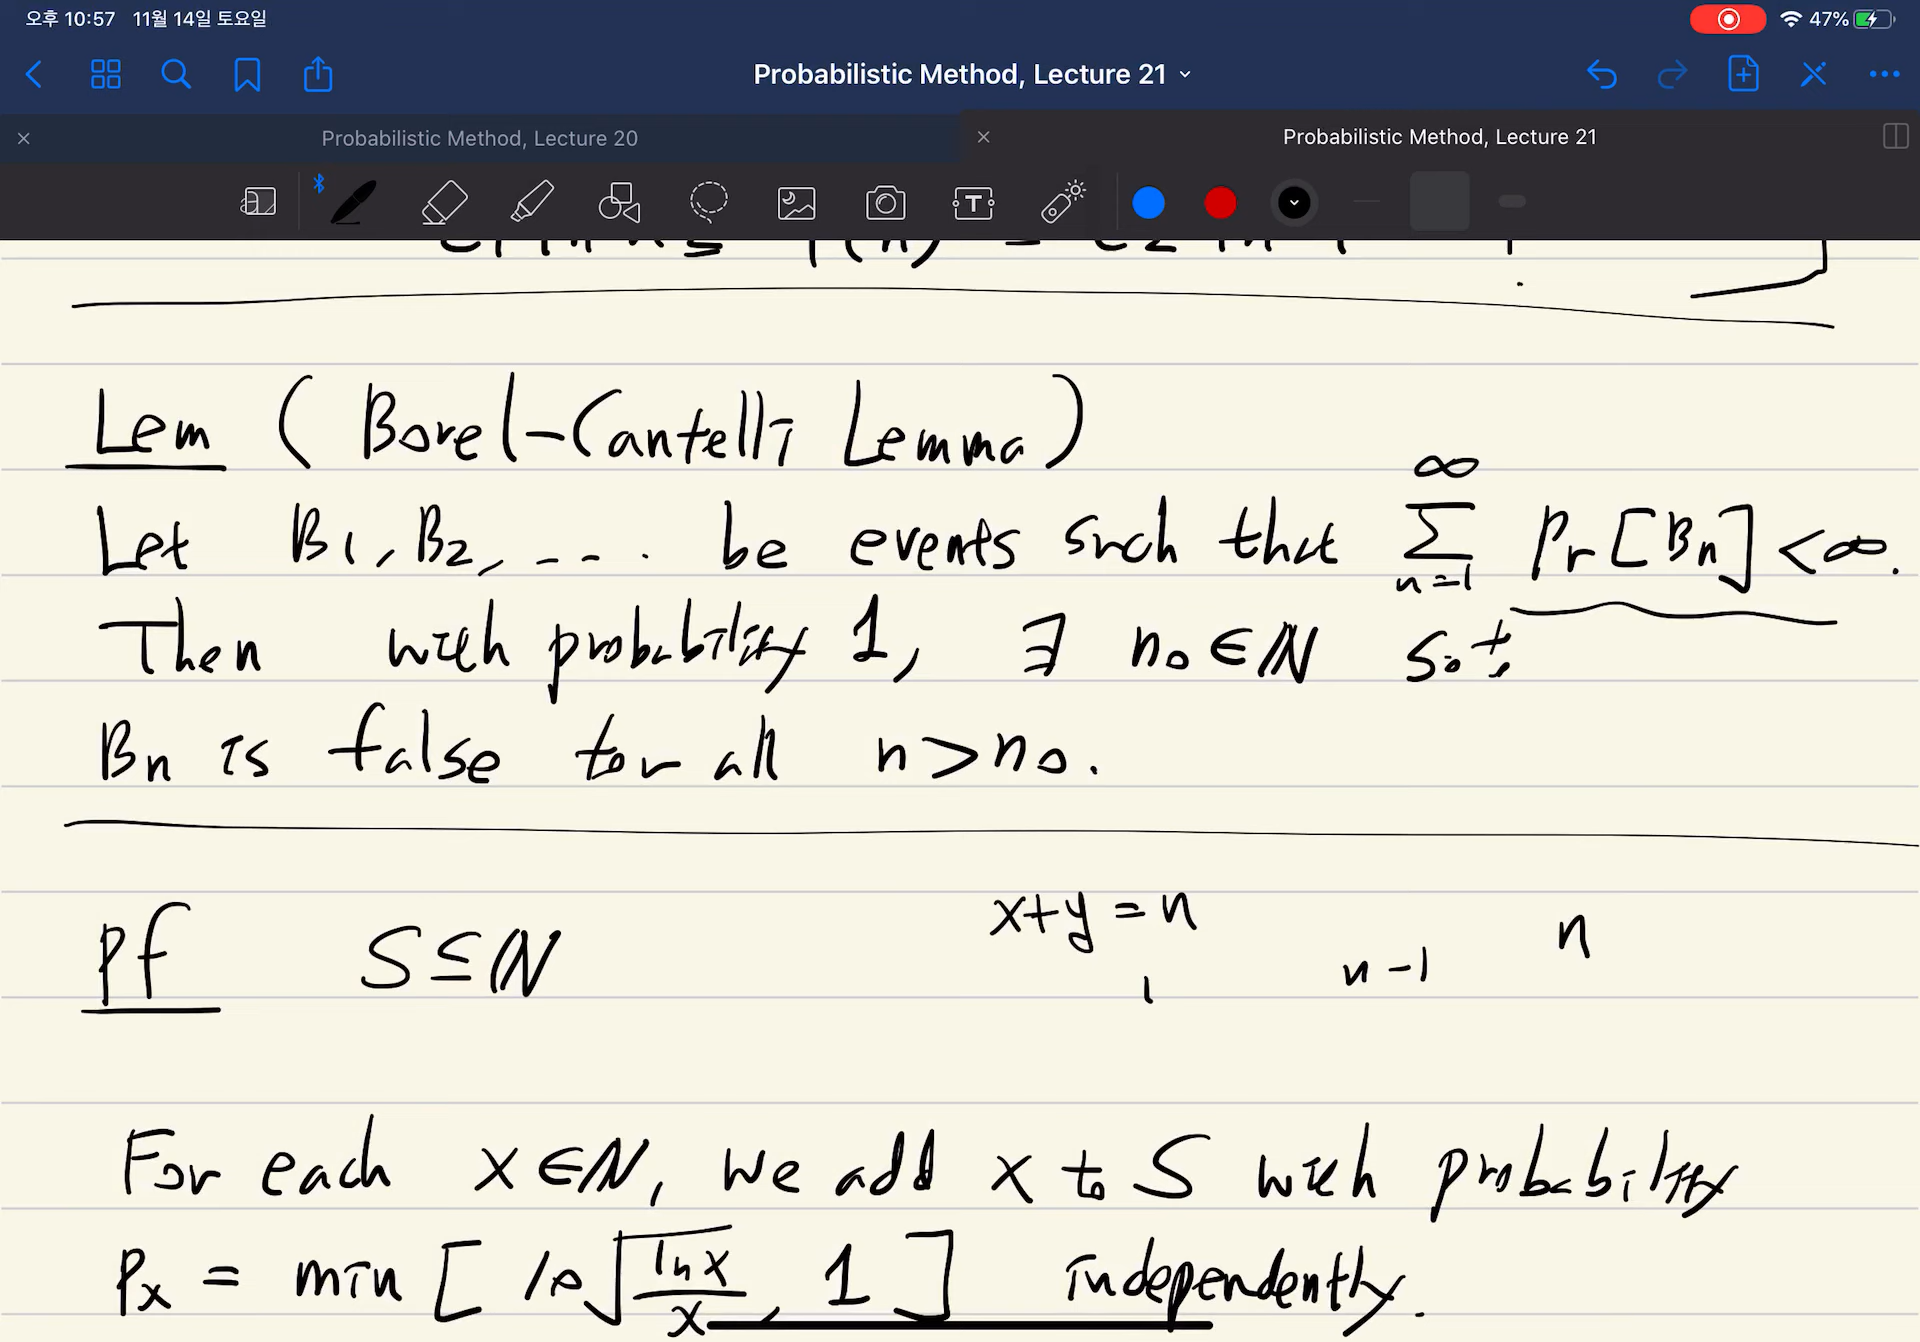 오후 10:57 11월 14일 토요일
47%
Probabilistic Method, Lecture 21
Probabilistic Method, Lecture 20
Probabilistic Method, Lecture 21
T
Lem (Borel-Cantelli Lemma)
Let B₁, B₂, ---. be events such that ∑_{n=1}^{∞} Pr[Bn] < ∞.
Then with probability 1, ∃ n₀ ∈ ℕ s.t.
Bn is false for all n > n₀.
x+y = n
n
Pf S ⊆ ℕ
1 n-1
For each x ∈ ℕ, we add x to S with probability
Px = min [ 10 √(ln x / x), 1 ] independently.